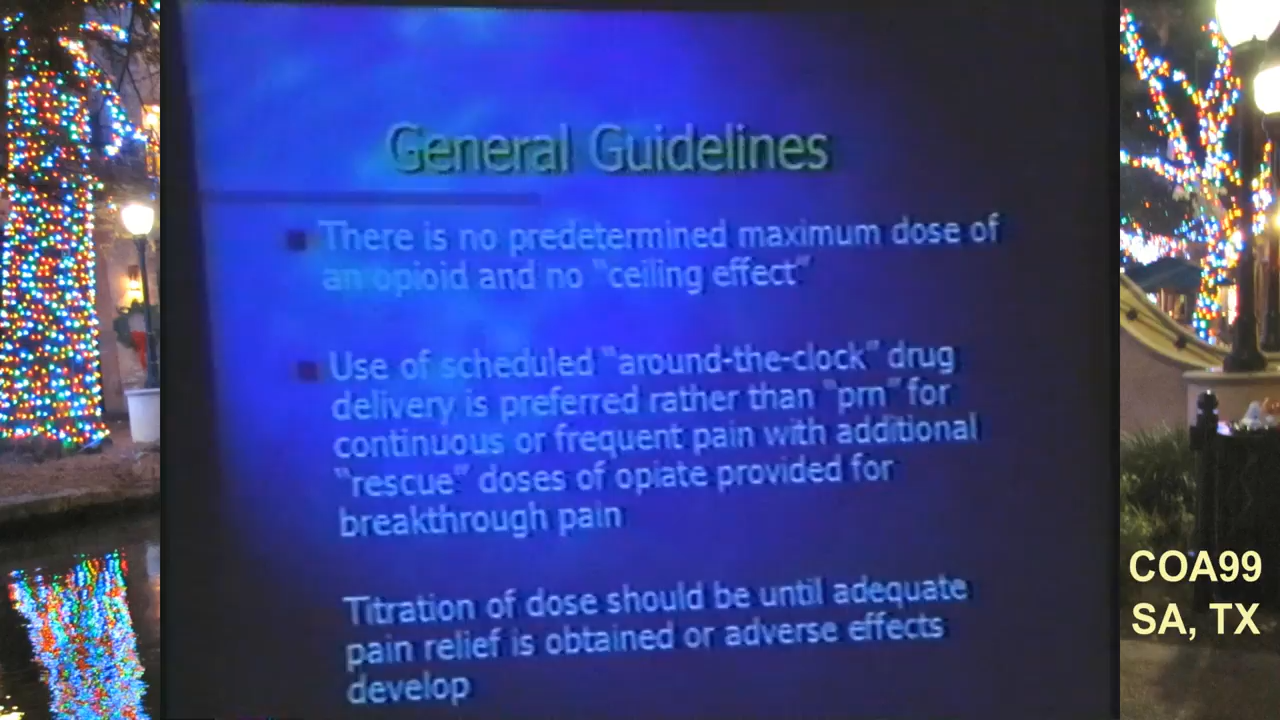 General Guidelines
There is no predetermined maximum dose of
an opioid and no "ceiling effect"
Use of scheduled "around-the-clock" drug
delivery is preferred rather than "prn" for
continuous or frequent pain with additional
"rescue" doses of opiate provided for
breakthrough pain
Titration of dose should be until adequate
pain relief is obtained or adverse effects
develop
COA99
SA, TX